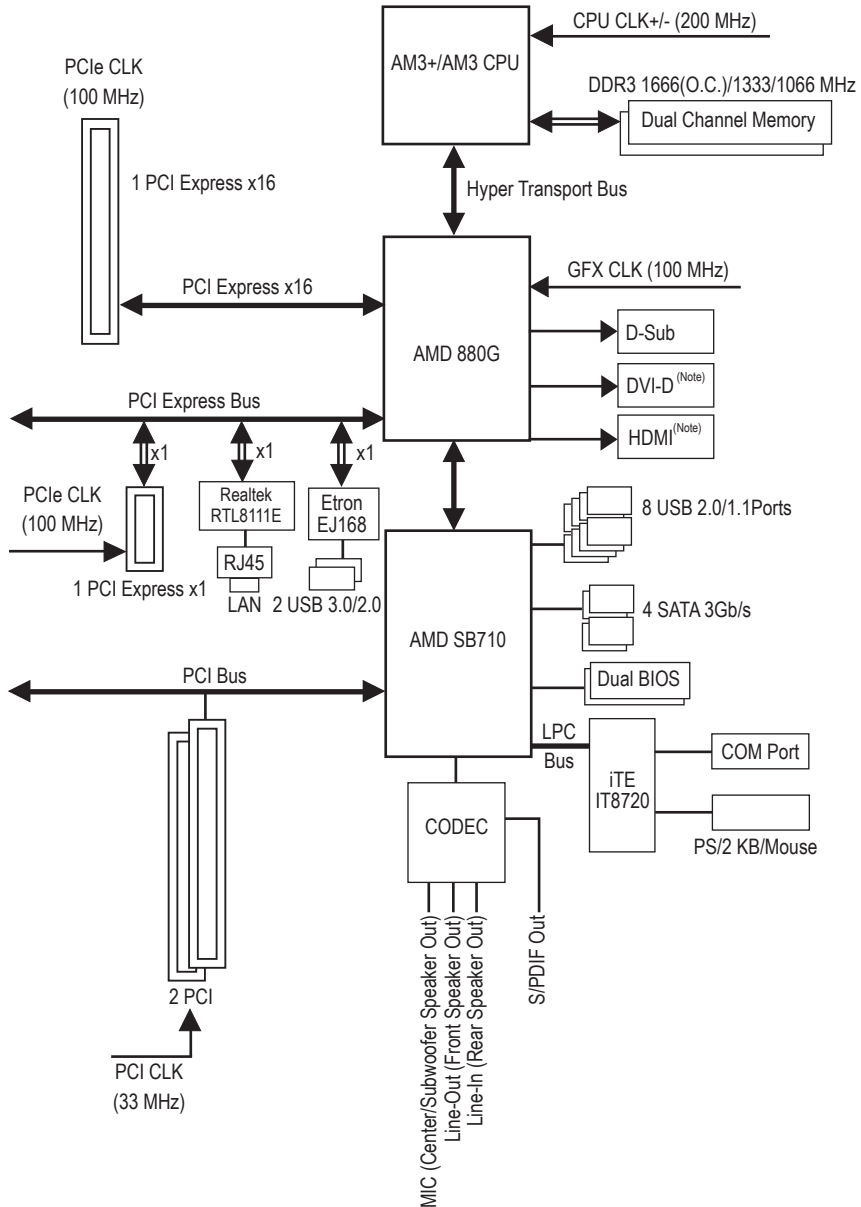 CPU CLK+/- (200 MHz)
AM3+/AM3 CPU
DDR3 1666(O.C.)/1333/1066 MHz
Dual Channel Memory
PCIe CLK
(100 MHz)
1 PCI Express x16
Hyper Transport Bus
PCI Express x16
GFX CLK (100 MHz)
AMD 880G
D-Sub
DVI-D (Note)
HDMI (Note)
PCI Express Bus
x1
x1
x1
PCIe CLK
(100 MHz)
1 PCI Express x1
Realtek
RTL8111E
RJ45
LAN
Etron
EJ168
2 USB 3.0/2.0
8 USB 2.0/1.1Ports
AMD SB710
4 SATA 3Gb/s
Dual BIOS
PCI Bus
LPC
Bus
iTE
IT8720
COM Port
PS/2 KB/Mouse
CODEC
MIC (Center/Subwoofer Speaker Out)
Line-Out (Front Speaker Out)
Line-In (Rear Speaker Out)
S/PDIF Out
2 PCI
PCI CLK
(33 MHz)